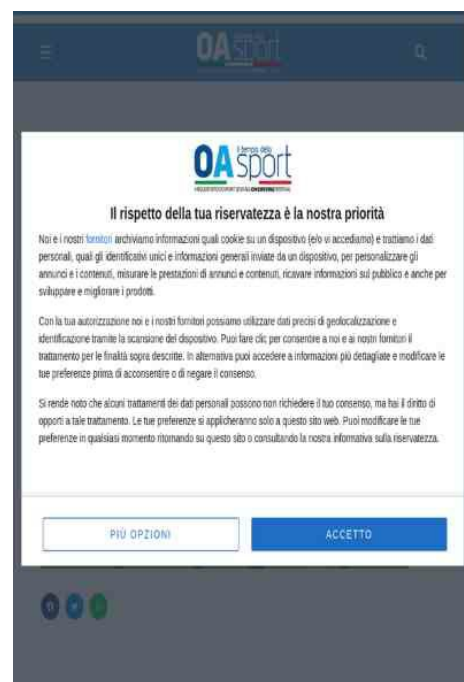 OA sport
il tempio dello
OA sport
Il rispetto della tua riservatezza è la nostra priorità
Noi e i nostri fornitori archiviamo informazioni quali cookie su un dispositivo (e/o vi accediamo) e trattiamo i dati
personali, quali gli identificativi unici e informazioni generali inviate da un dispositivo, per personalizzare gli
annunci e i contenuti, misurare le prestazioni di annunci e contenuti, ricavare informazioni sul pubblico e anche per
sviluppare e migliorare i prodotti.
Con la tua autorizzazione noi e i nostri fornitori possiamo utilizzare dati precisi di geolocalizzazione e
identificazione tramite la scansione del dispositivo. Puoi fare clic per consentire a noi e ai nostri fornitori il
trattamento per le finalità sopra descritte. In alternativa puoi accedere a informazioni più dettagliate e modificare le
tue preferenze prima di acconsentire o di negare il consenso.
Si rende noto che alcuni trattamenti dei dati personali possono non richiedere il tuo consenso, ma hai il diritto di
opporti a tale trattamento. Le tue preferenze si applicheranno solo a questo sito web. Puoi modificare le tue
preferenze in qualsiasi momento ritornando su questo sito o consultando la nostra informativa sulla riservatezza.
PIÙ OPZIONI
ACCETTO